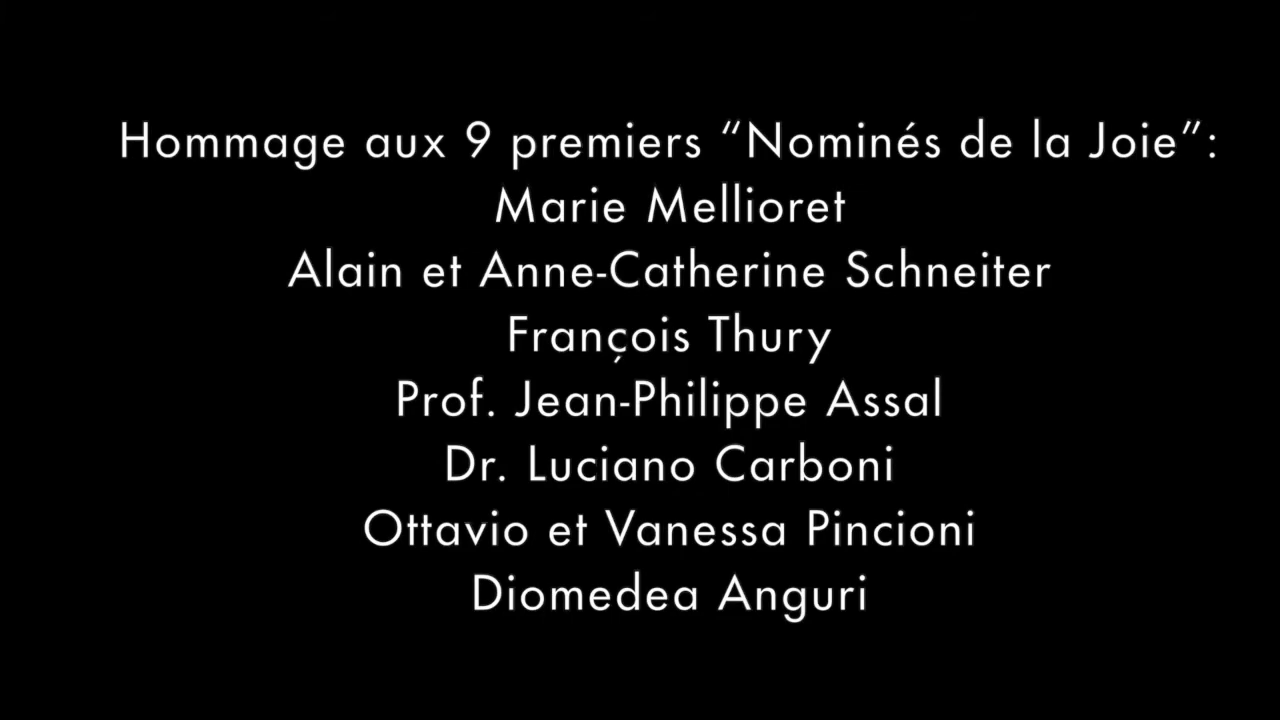 Hommage aux 9 premiers “Nominés de la Joie”:
Marie Mellioret
Alain et Anne-Catherine Schneiter
François Thury
Prof. Jean-Philippe Assal
Dr. Luciano Carboni
Ottavio et Vanessa Pincioni
Diomedea Anguri